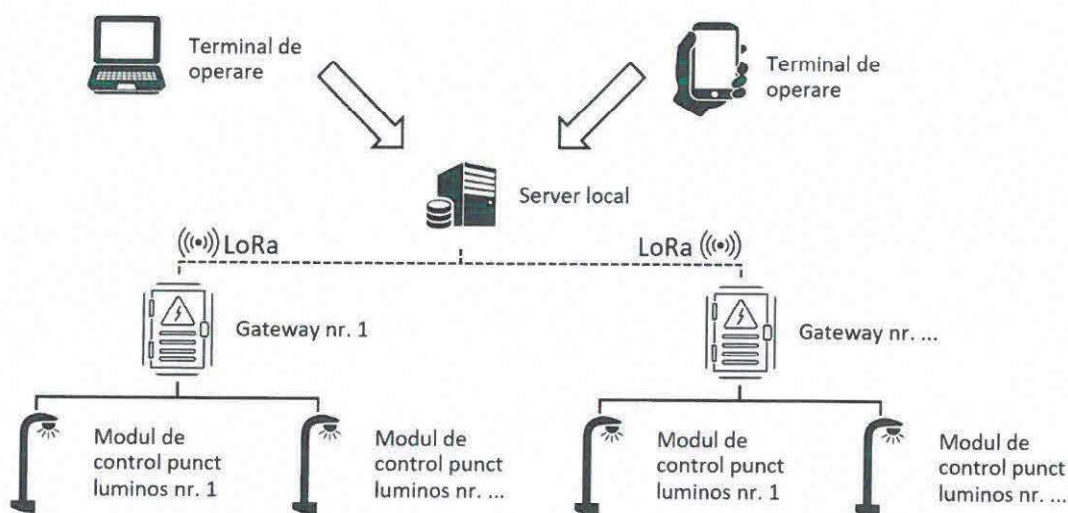 Terminal de
operare
Terminal de
operare
Server local
LoRa
LoRa
Gateway nr. 1
Gateway nr. ...
Modul de
control punct
luminos nr. 1
Modul de
control punct
luminos nr. ...
Modul de
control punct
luminos nr. 1
Modul de
control punct
luminos nr. ...